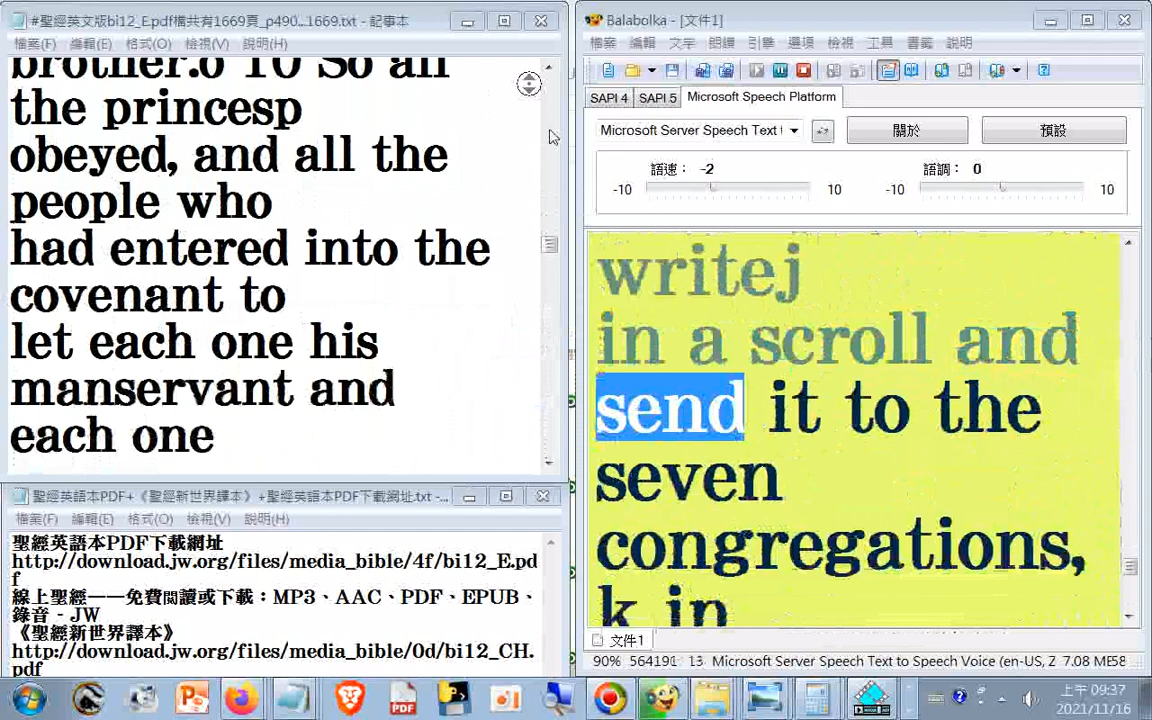 #聖經英文版bi12_E.pdf檔共有1669頁_p490...1669.txt - 記事本
檔案(F) 編輯(E) 格式(O) 檢視(V) 說明(H)
brother.o 10 So all
the princesp
obeyed, and all the
people who
had entered into the
covenant to
let each one his
manservant and
each one
聖經英語本PDF+《聖經新世界譯本》+聖經英語本PDF下載網址.txt - ...
檔案(F) 編輯(E) 格式(O) 檢視(V) 說明(H)
聖經英語本PDF下載網址
http://download.jw.org/files/media_bible/4f/bi12_E.pd
f
線上聖經——免費閱讀或下載：MP3、AAC、PDF、EPUB、
錄音 - JW
《聖經新世界譯本》
http://download.jw.org/files/media_bible/0d/bi12_CH.
pdf
Balabolka - [文件1]
檔案 編輯 文字 朗讀 引擎 選項 檢視 工具 書籤 說明
SAPI 4 SAPI 5 Microsoft Speech Platform
Microsoft Server Speech Text 關於 預設
語速： -2 語調： 0
-10 10 -10 10
writej
in a scroll and
send it to the
seven
congregations,
k in
文件1
90% 564191 13 Microsoft Server Speech Text to Speech Voice (en-US, Z 7.08 ME58
上午 09:37
2021/11/16